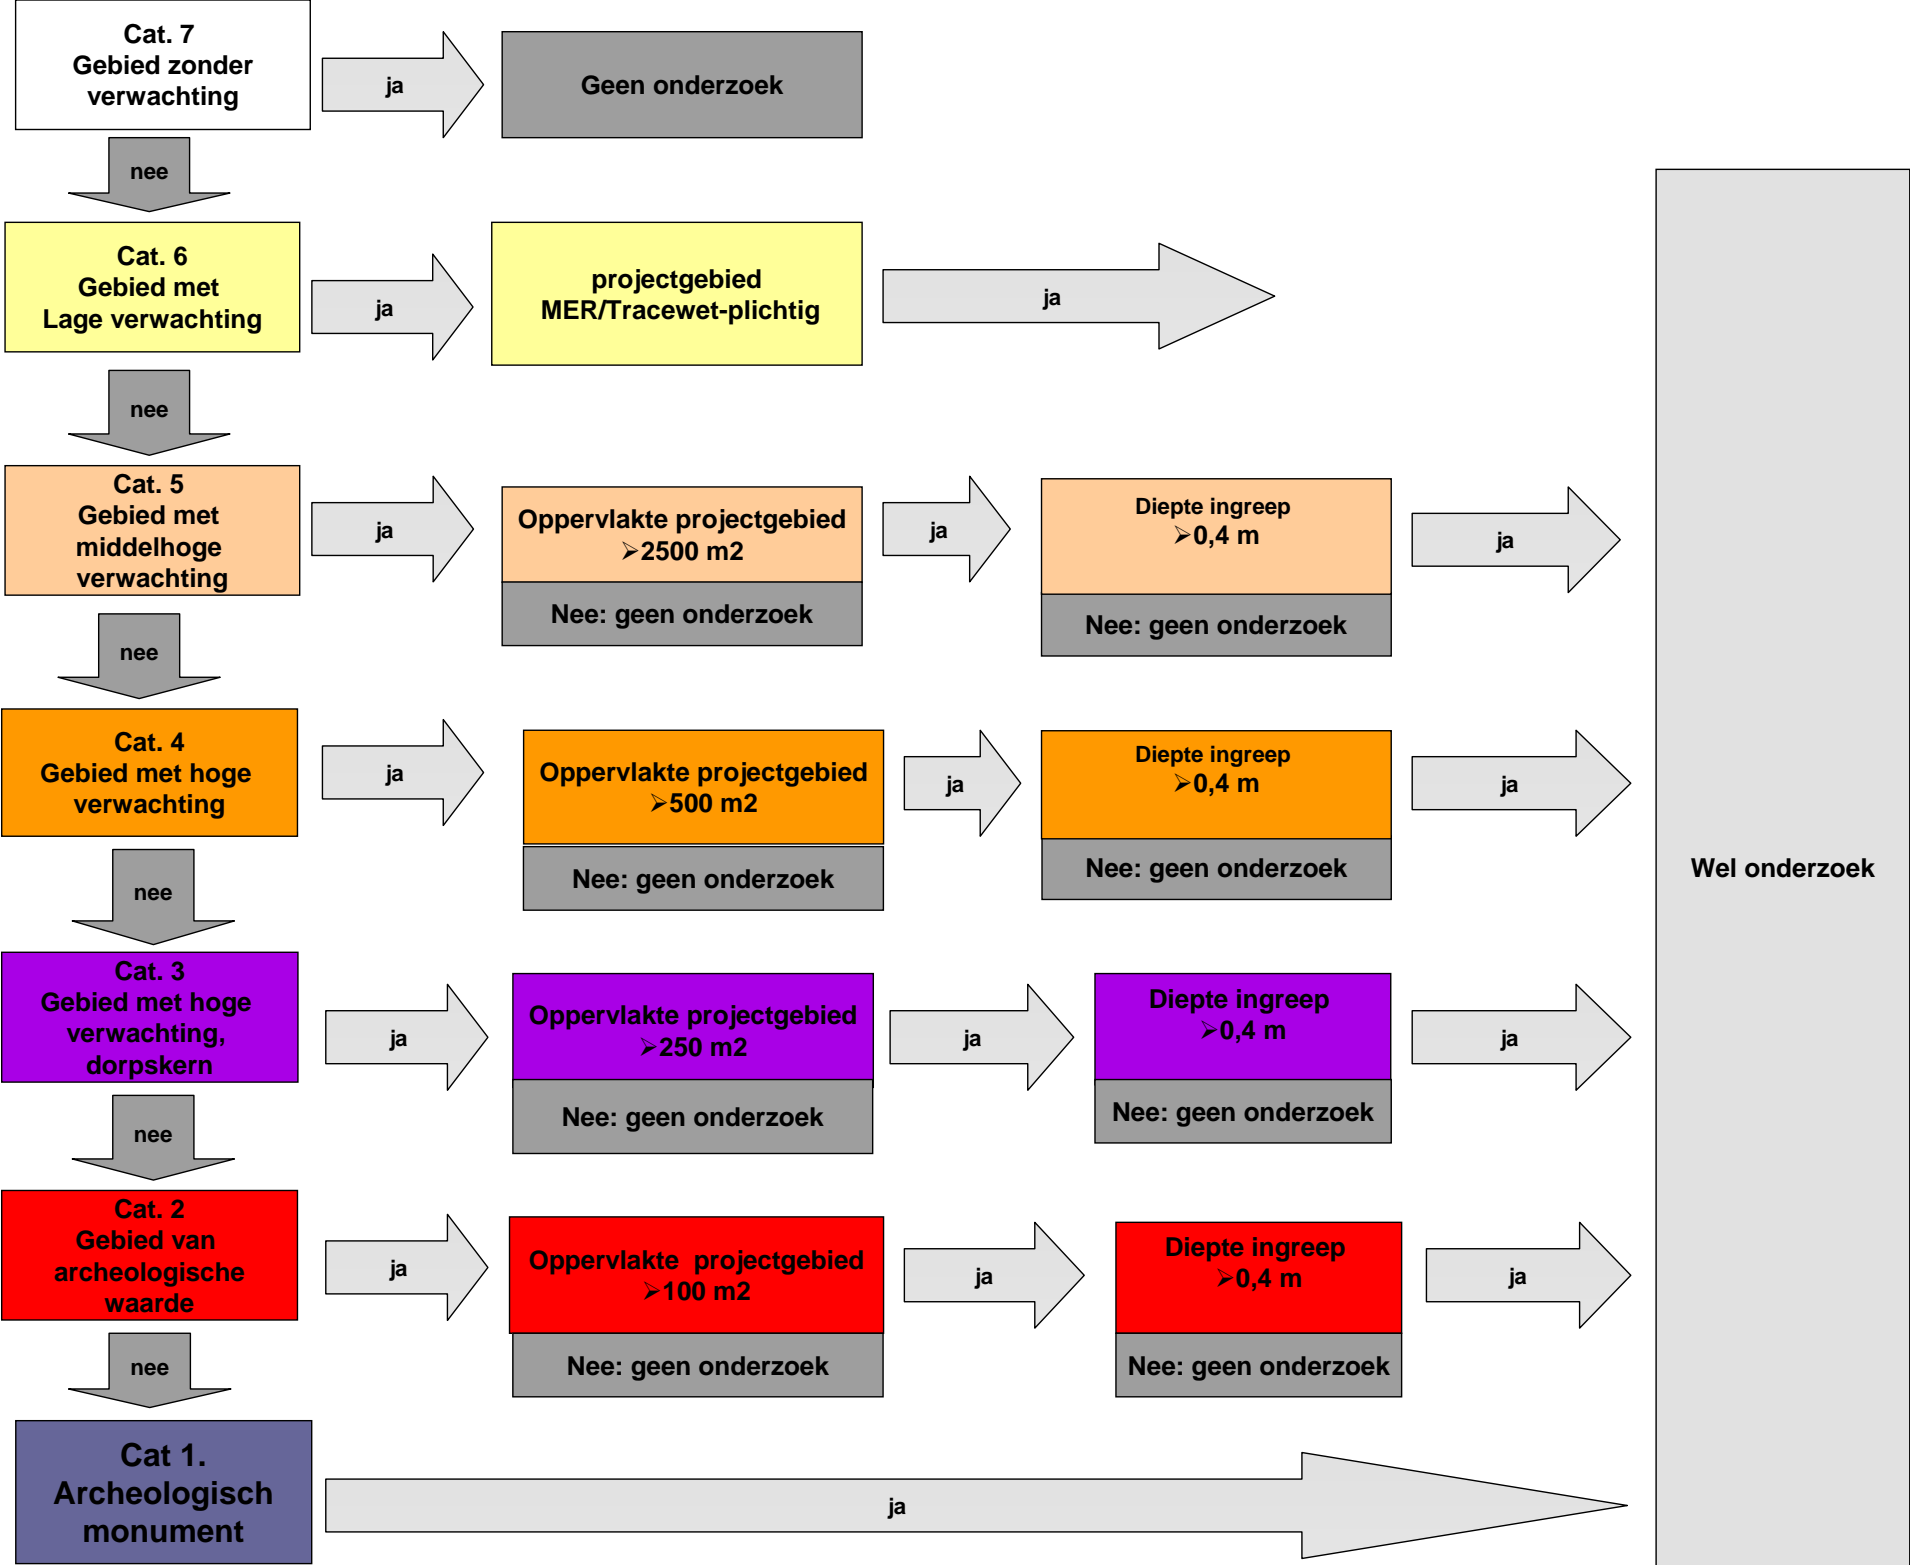 Cat. 7
Gebied zonder
verwachting
ja
Geen onderzoek
nee
Cat. 6
Gebied met
Lage verwachting
ja
projectgebied
MER/Tracewet-plichtig
ja
nee
Cat. 5
Gebied met
middelhoge
verwachting
ja
Oppervlakte projectgebied
➢2500 m2
Nee: geen onderzoek
ja
Diepte ingreep
➢0,4 m
Nee: geen onderzoek
ja
nee
Cat. 4
Gebied met hoge
verwachting
ja
Oppervlakte projectgebied
➢500 m2
Nee: geen onderzoek
ja
Diepte ingreep
➢0,4 m
Nee: geen onderzoek
ja
Wel onderzoek
nee
Cat. 3
Gebied met hoge
verwachting,
dorpskern
ja
Oppervlakte projectgebied
➢250 m2
Nee: geen onderzoek
ja
Diepte ingreep
➢0,4 m
Nee: geen onderzoek
ja
nee
Cat. 2
Gebied van
archeologische
waarde
ja
Oppervlakte projectgebied
➢100 m2
Nee: geen onderzoek
ja
Diepte ingreep
➢0,4 m
Nee: geen onderzoek
ja
nee
Cat 1.
Archeologisch
monument
ja